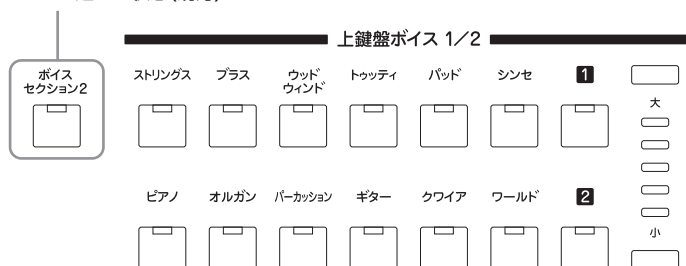 上鍵盤ボイス 1/2
ボイス
セクション2
ストリングス ブラス ウッド
ウィンド トゥッティ パッド シンセ 1
大
ピアノ オルガン パーカッション ギター クワイア ワールド 2
小